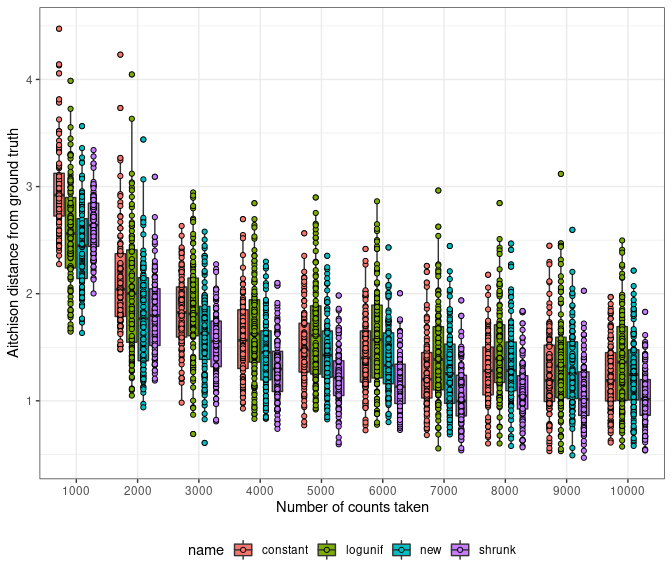 Aitchison distance from ground truth
4
3
2
1
1000 2000 3000 4000 5000 6000 7000 8000 9000 10000
Number of counts taken
name constant logunif new shrunk